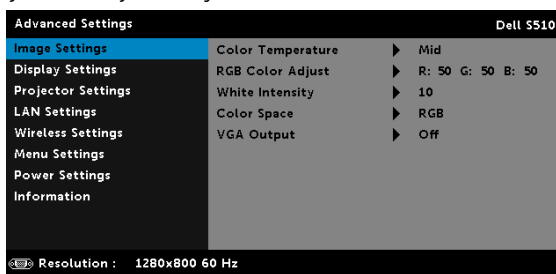 Advanced Settings Dell S510
Image Settings Color Temperature Mid
Display Settings RGB Color Adjust R: 50 G: 50 B: 50
Projector Settings White Intensity 10
LAN Settings Color Space RGB
Wireless Settings VGA Output Off
Menu Settings
Power Settings
Information
Resolution : 1280x800 60 Hz